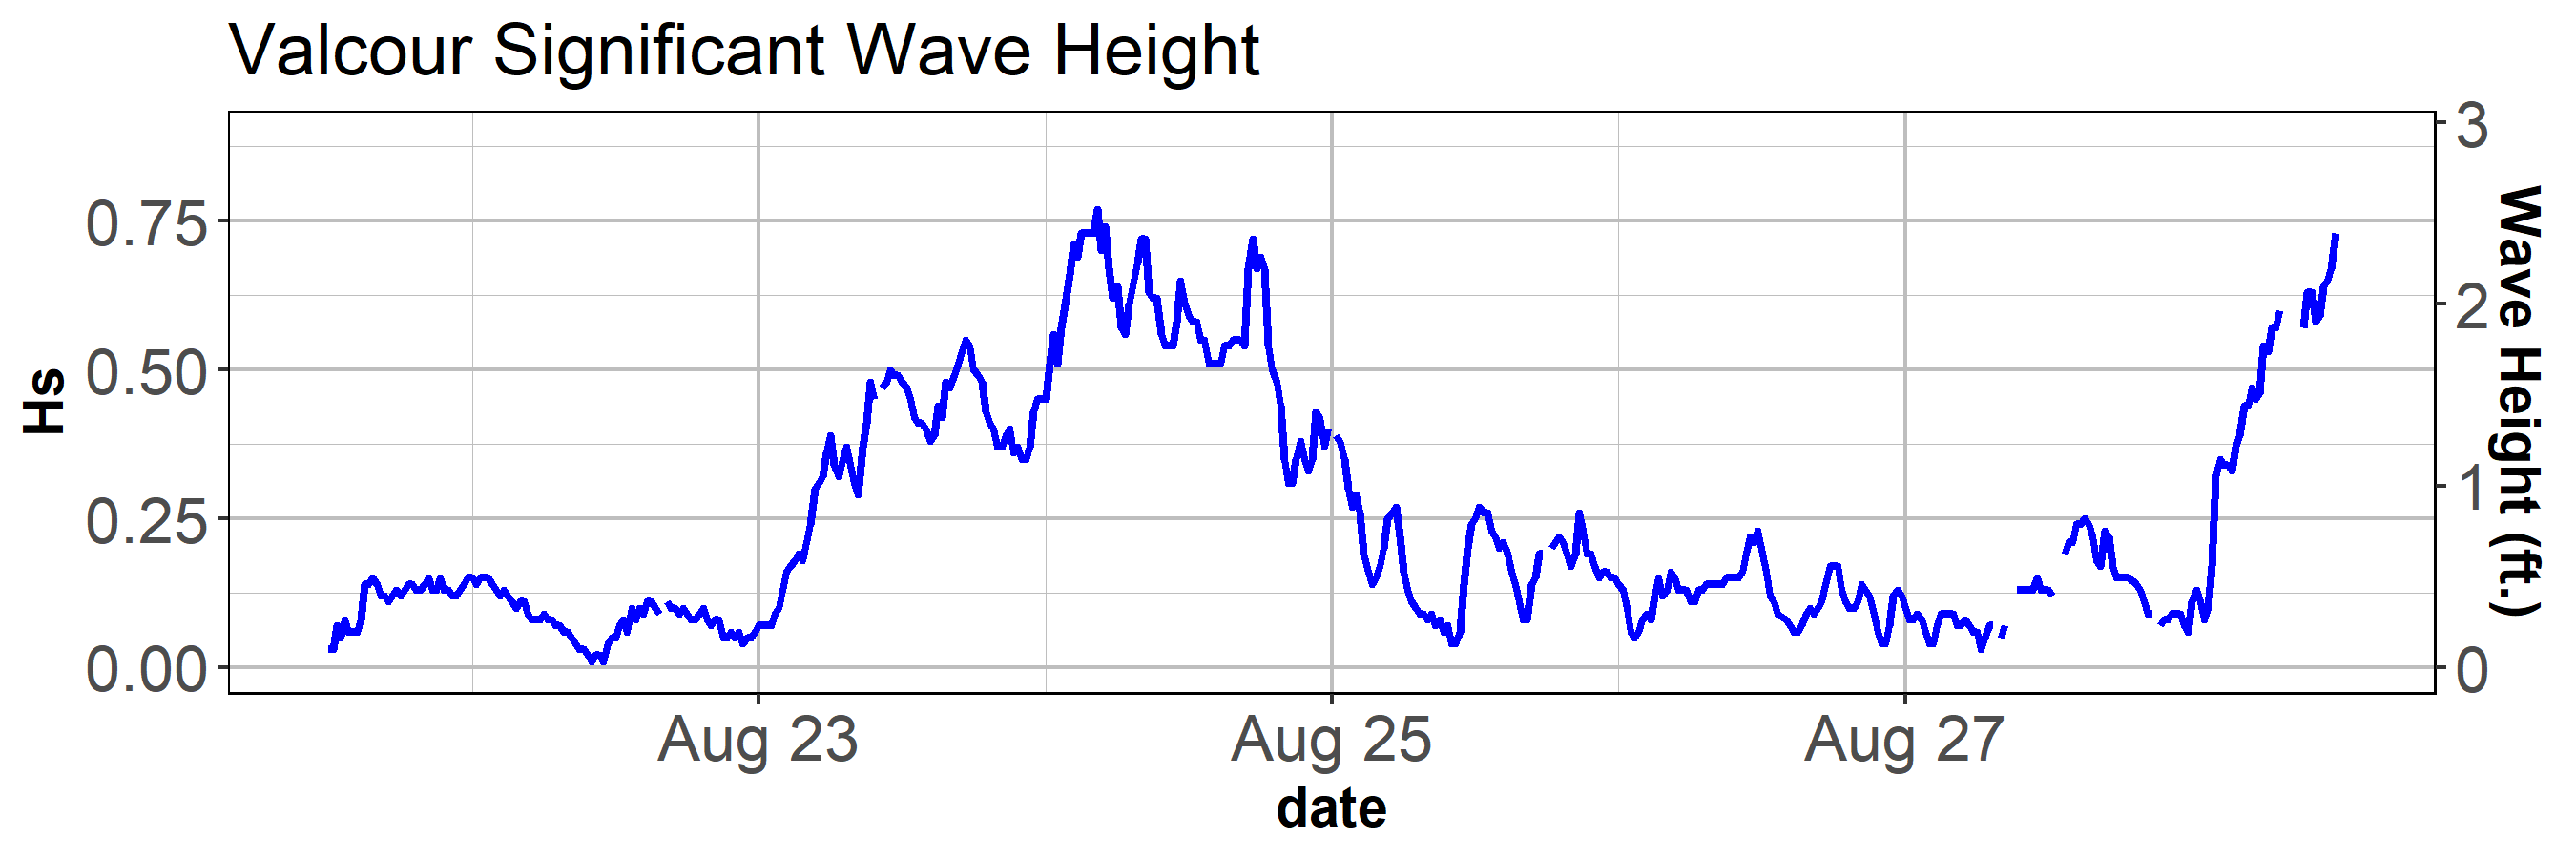 Valcour Significant Wave Height
Hs
0.75
0.50
0.25
0.00
3
2
1
0
Wave Height (ft.)
Aug 23
Aug 25
Aug 27
date